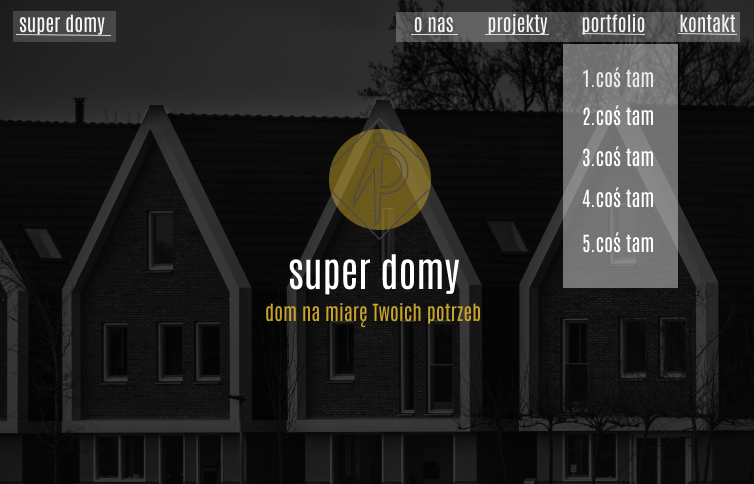 super domy
o nas projekty portfolio kontakt
1.coś tam
2.coś tam
3.coś tam
4.coś tam
5.coś tam
AP
super domy
dom na miarę Twoich potrzeb